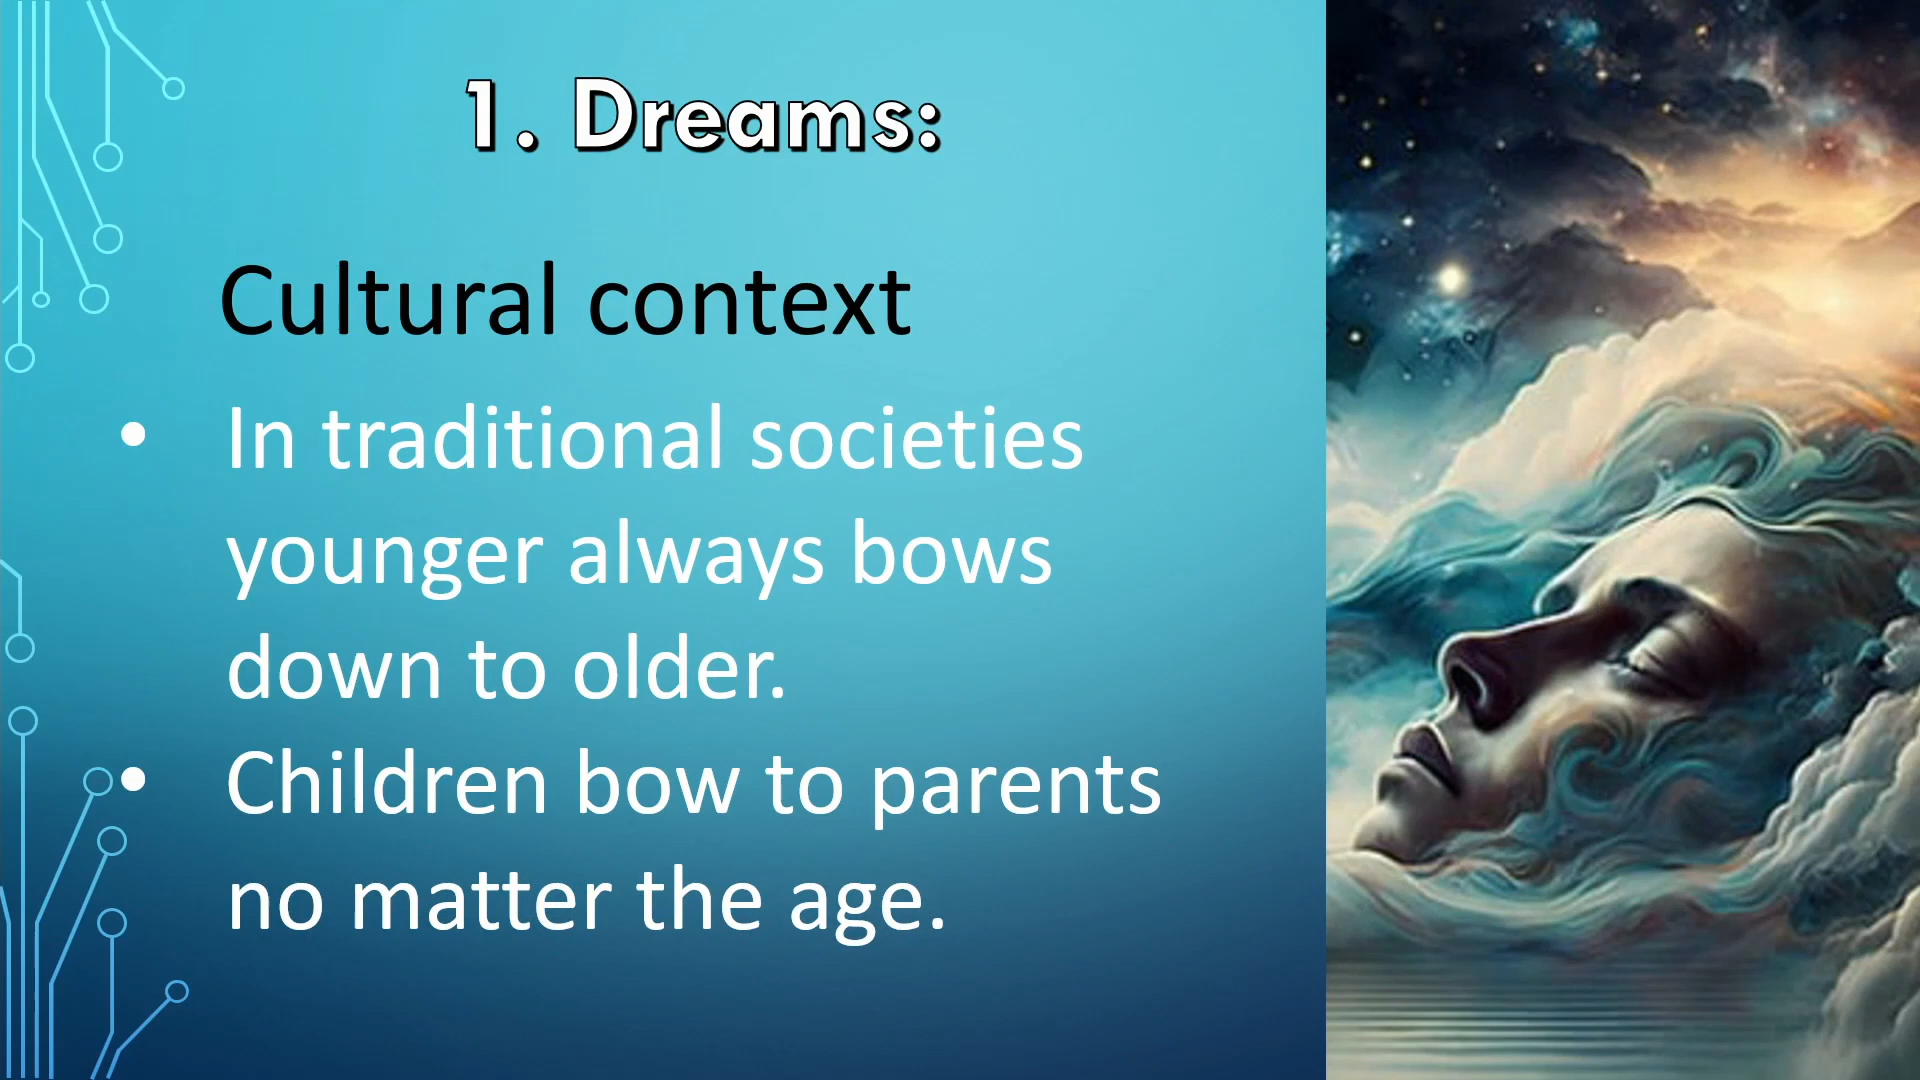 1. Dreams:
Cultural context
• In traditional societies
younger always bows
down to older.
• Children bow to parents
no matter the age.